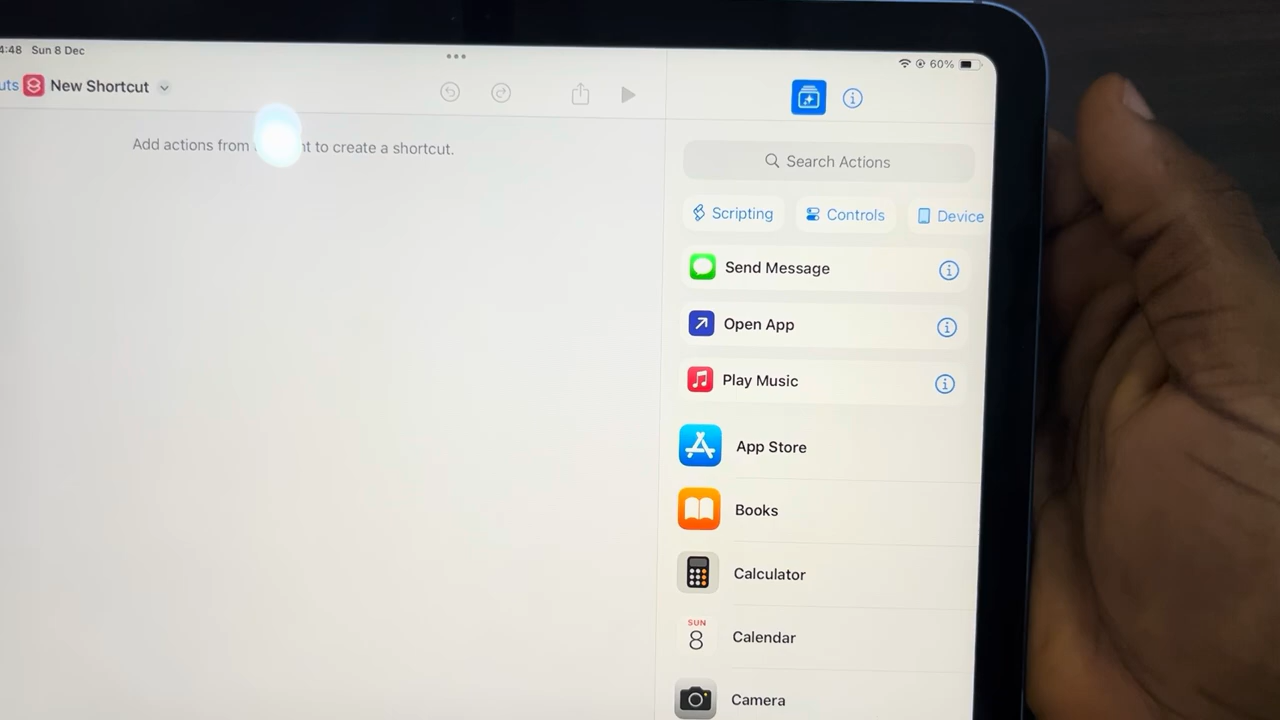 4:48 Sun 8 Dec
60%
uts New Shortcut
Add actions from to create a shortcut.
Search Actions
Scripting
Controls
Device
Send Message
Open App
Play Music
App Store
Books
Calculator
SUN
8
Calendar
Camera